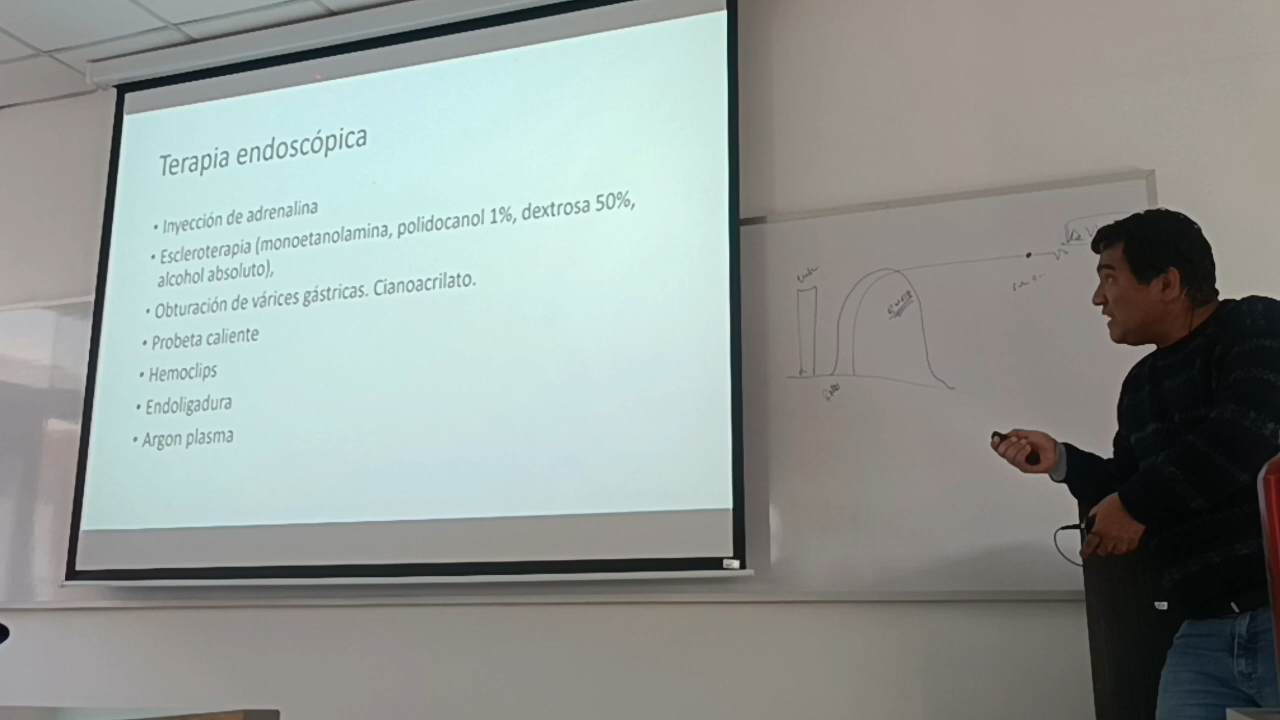 Terapia endoscópica
• Inyección de adrenalina
• Escleroterapia (monoetanolamina, polidocanol 1%, dextrosa 50%,
alcohol absoluto),
• Obturación de várices gástricas. Cianoacrilato.
• Probeta caliente
• Hemoclips
• Endoligadura
• Argon plasma